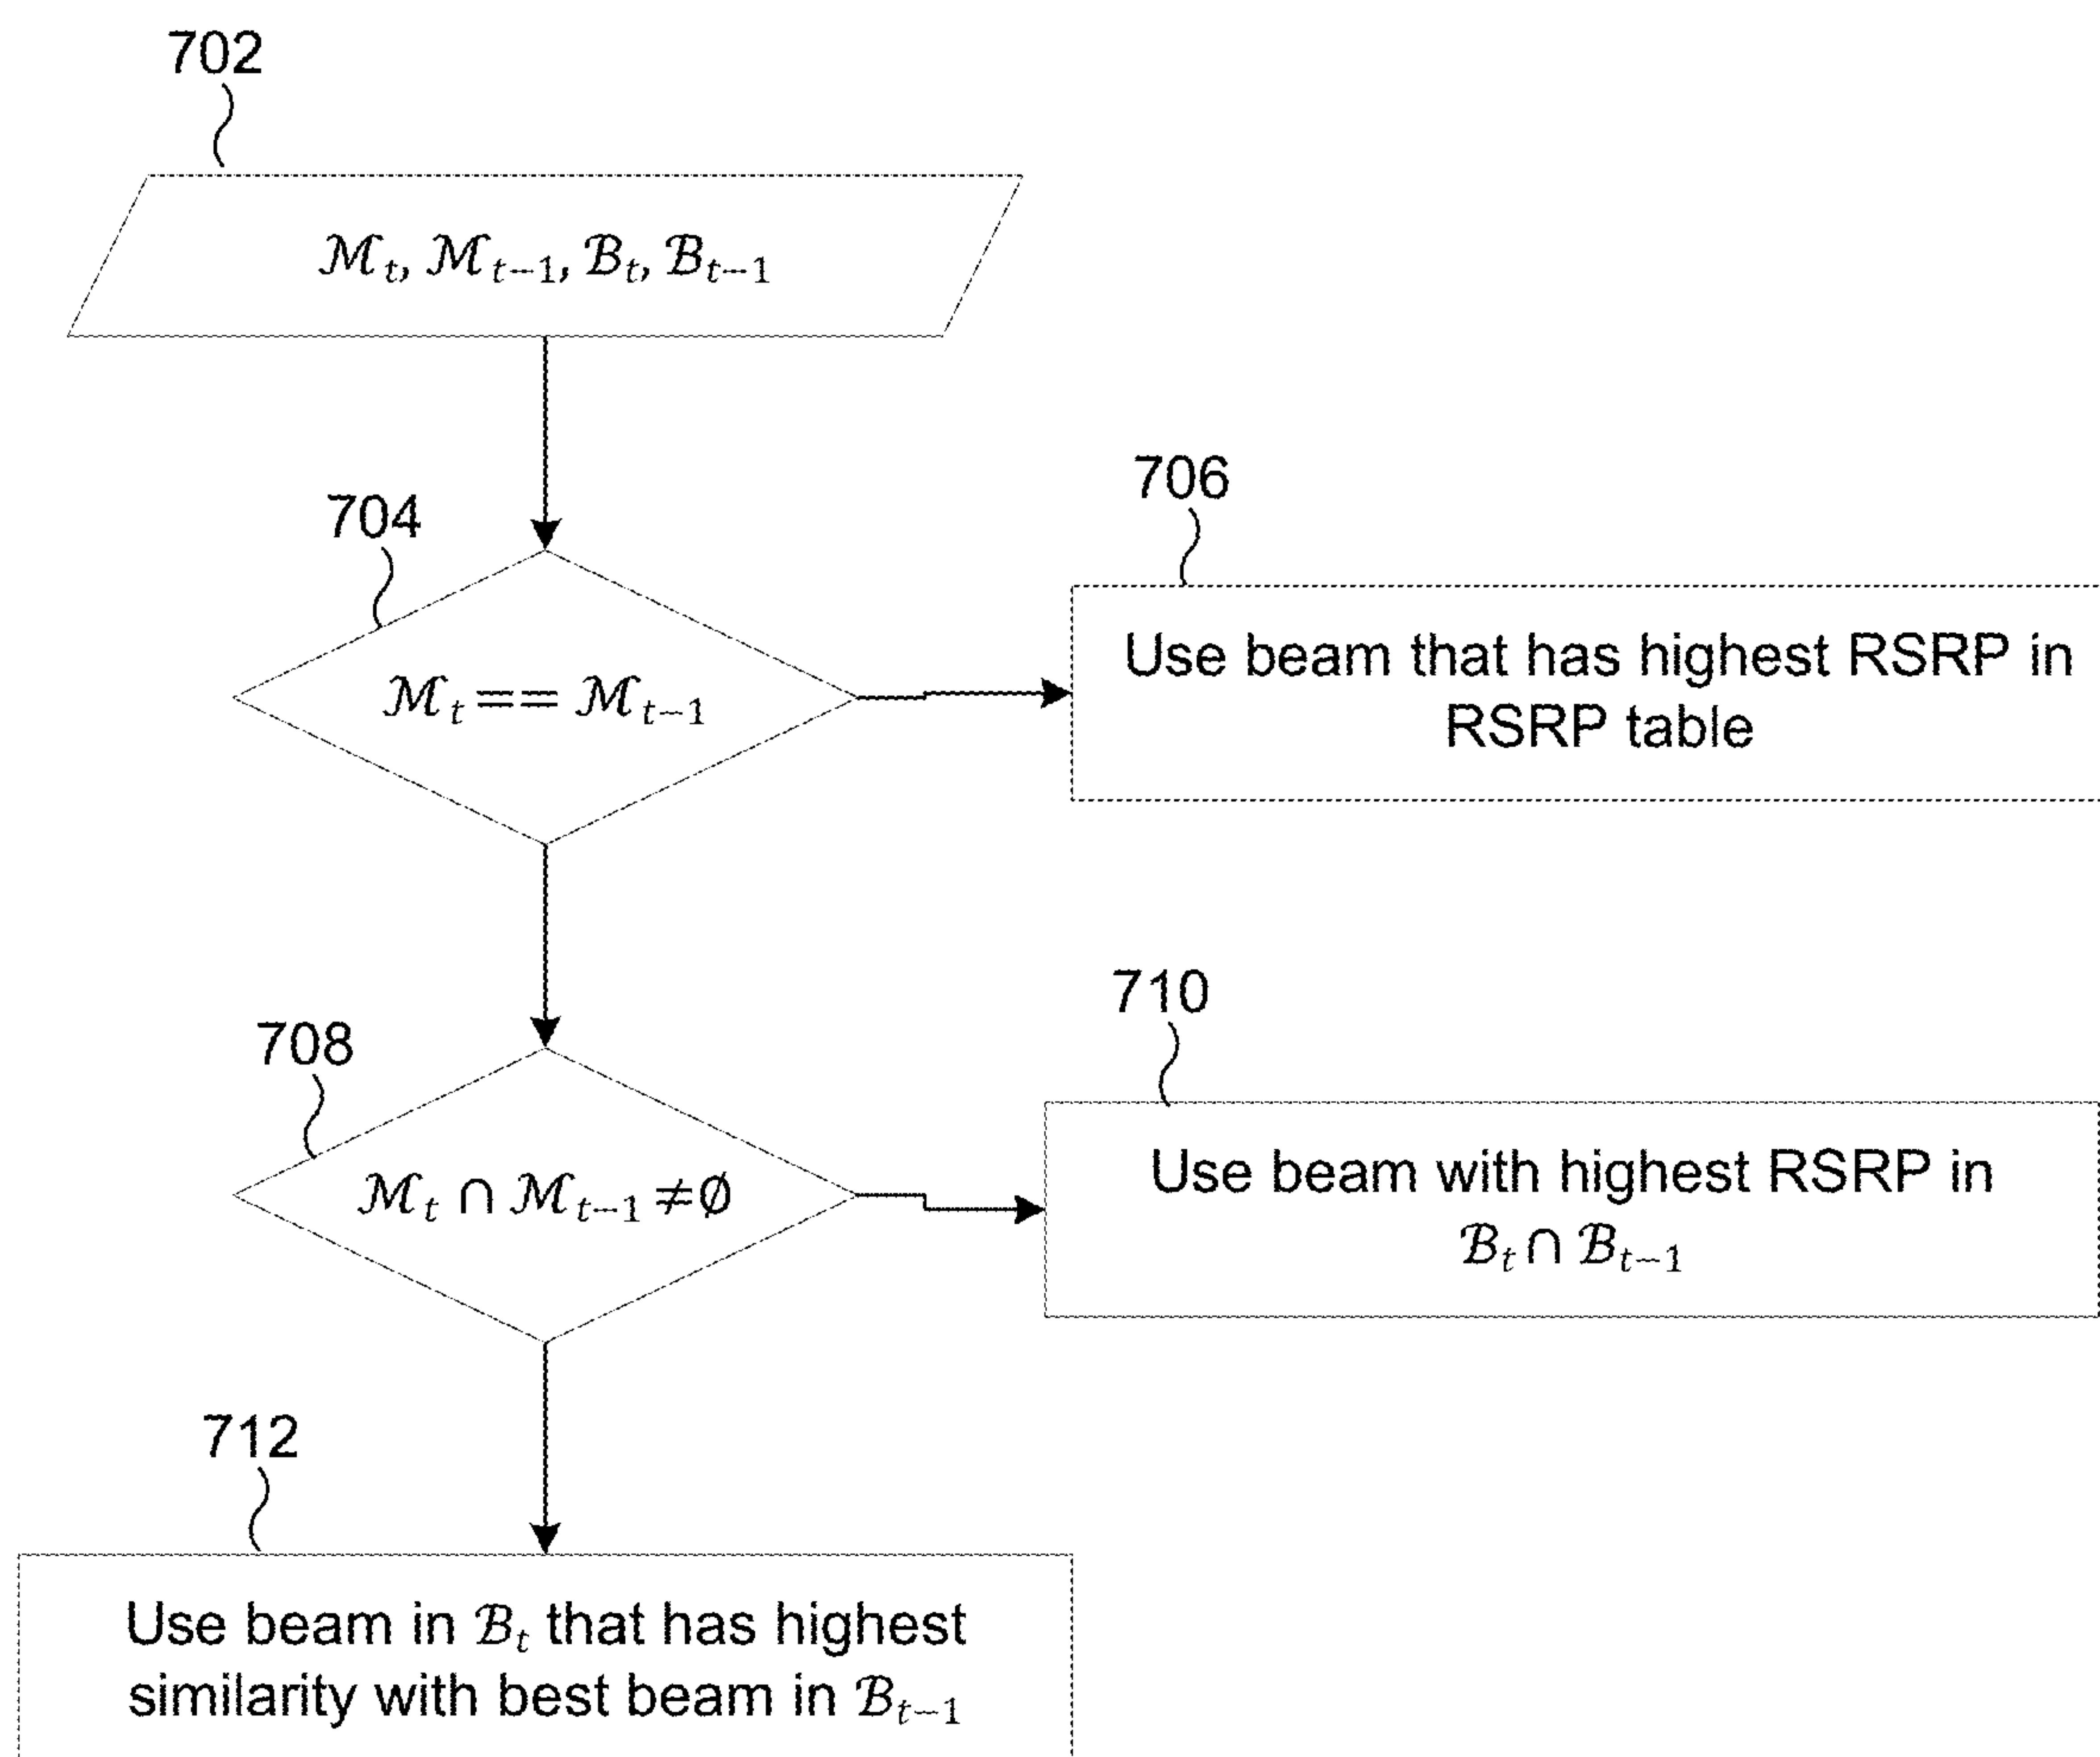 702
ℳt, ℳt−1, ℬt, ℬt−1
704
ℳt == ℳt−1
706
Use beam that has highest RSRP in
RSRP table
708
ℳt ∩ ℳt−1 ≠∅
710
Use beam with highest RSRP in
ℬt ∩ ℬt−1
712
Use beam in ℬt that has highest
similarity with best beam in ℬt−1